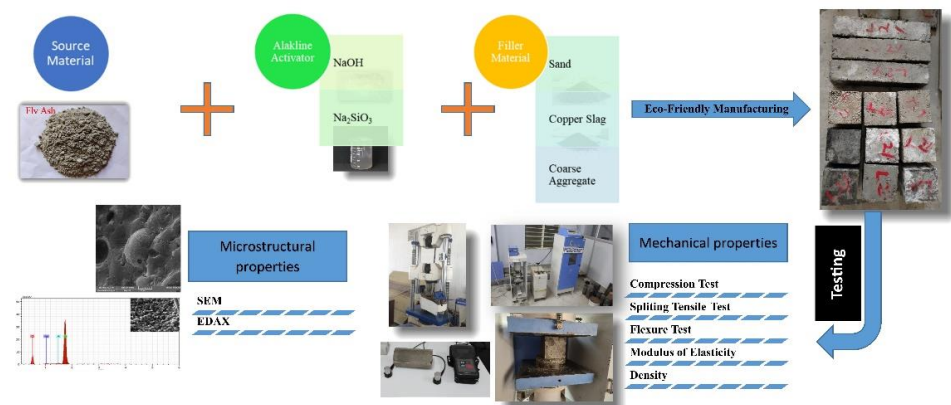 Source
Material
Fly Ash
Alakline
Activator
NaOH
Na₂SiO₃
Filler
Material
Sand
Copper Slag
Coarse
Aggregate
Eco-Friendly Manufacturing
Testing
Mechanical properties
Compression Test
Spliting Tensile Test
Flexure Test
Modulus of Elasticity
Density
Microstructural
properties
SEM
EDAX